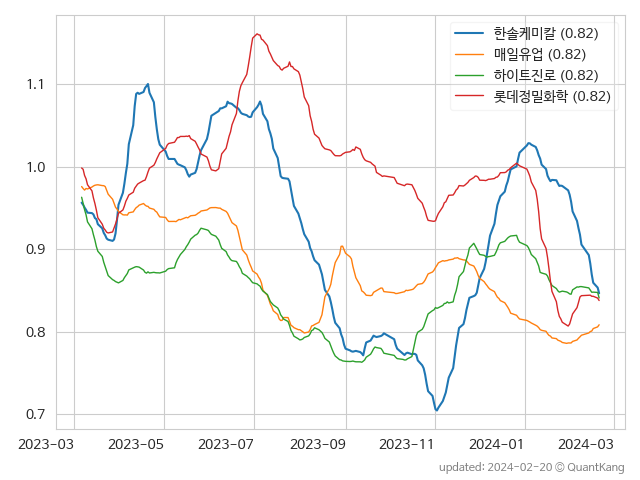 한솔케미칼 (0.82)
매일유업 (0.82)
하이트진로 (0.82)
롯데정밀화학 (0.82)
1.1
1.0
0.9
0.8
0.7
2023-03 2023-05 2023-07 2023-09 2023-11 2024-01 2024-03
updated: 2024-02-20 © QuantKang